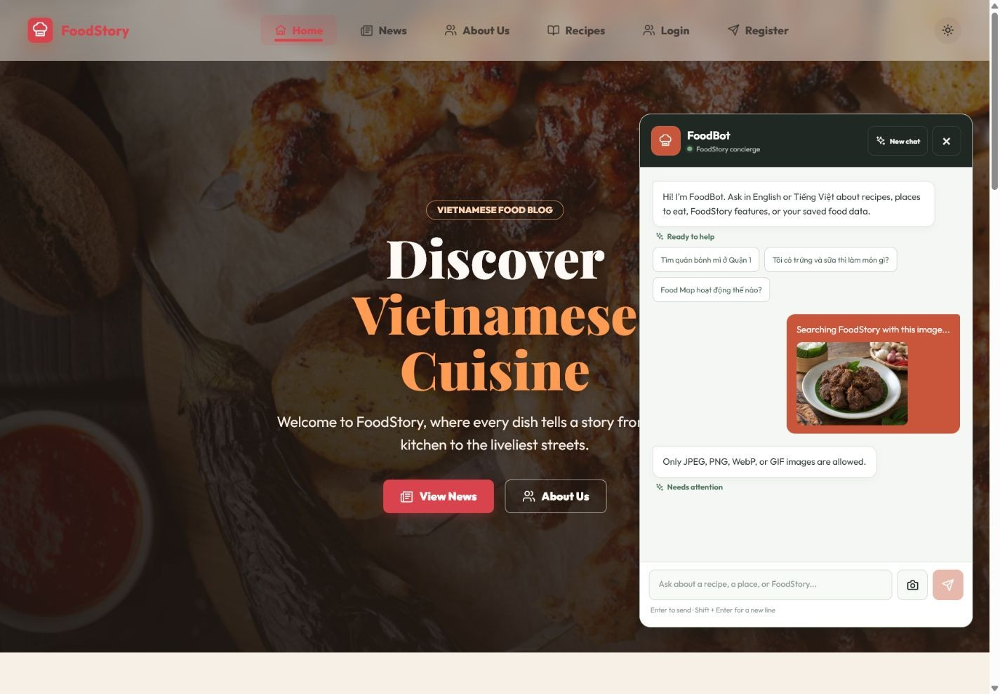 FoodStory
Home
News
About Us
Recipes
Login
Register
VIETNAMESE FOOD BLOG
Discover
Vietnamese
Cuisine
Welcome to FoodStory, where every dish tells a story
kitchen to the liveliest streets.
View News
About Us
FoodBot
FoodStory concierge
New chat
Hi! I'm FoodBot. Ask in English or Tiếng Việt about recipes, places
to eat, FoodStory features, or your saved food data.
Ready to help
Tìm quán bánh mì ở Quận 1
Tôi có trứng và sữa thì làm món gì?
Food Map hoạt động thế nào?
Searching FoodStory with this image...
Only JPEG, PNG, WebP, or GIF images are allowed.
Needs attention
Ask about a recipe, a place, or FoodStory...
Enter to send · Shift + Enter for a new line